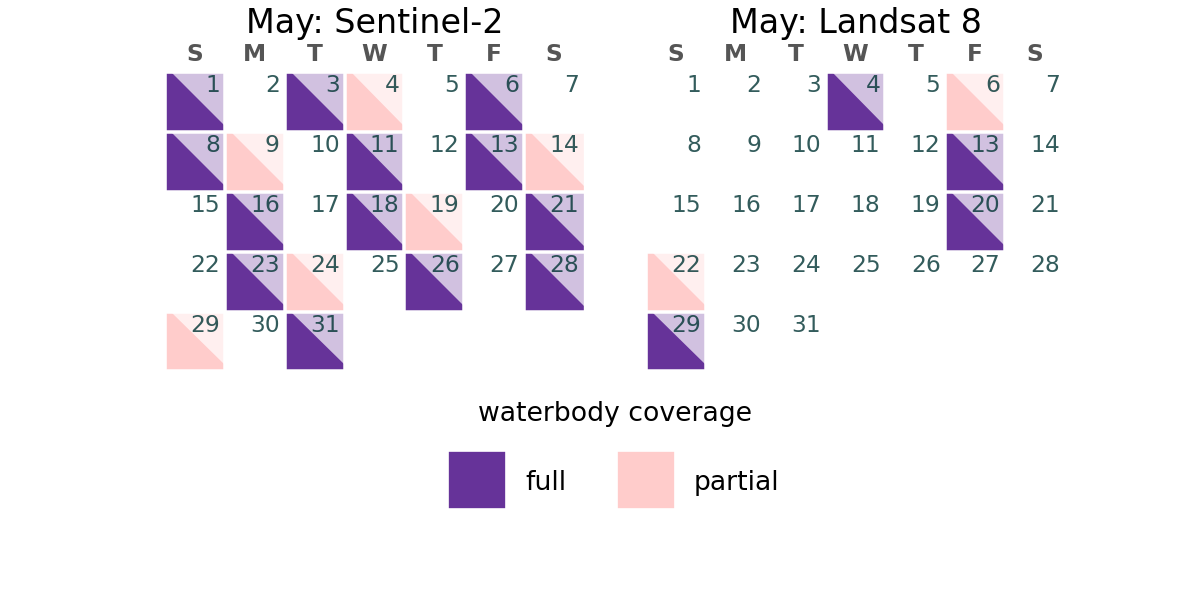 May: Sentinel-2
S M T W T F S
1 2 3 4 5 6 7
8 9 10 11 12 13 14
15 16 17 18 19 20 21
22 23 24 25 26 27 28
29 30 31
May: Landsat 8
S M T W T F S
1 2 3 4 5 6 7
8 9 10 11 12 13 14
15 16 17 18 19 20 21
22 23 24 25 26 27 28
29 30 31
waterbody coverage
full partial